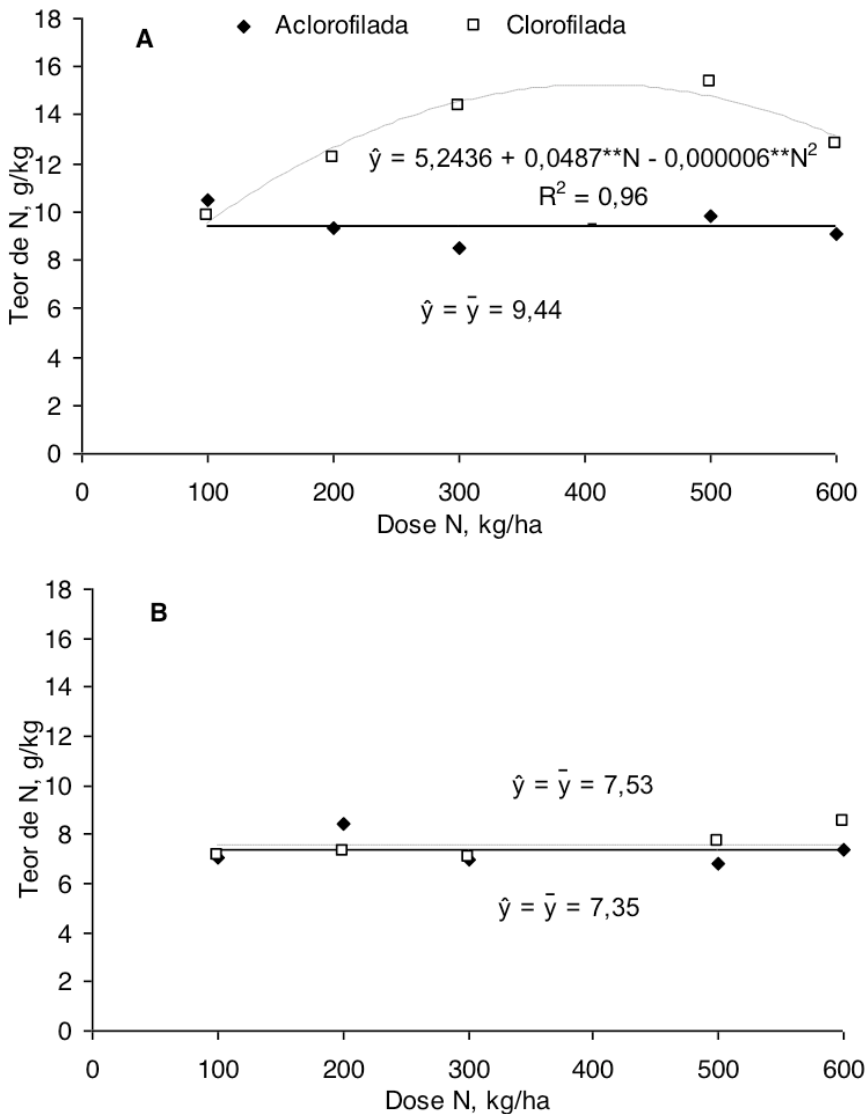 A
Aclorofilada
Clorofilada
Teor de N, g/kg
18
16
14
12
10
8
6
4
2
0
ŷ = 5,2436 + 0,0487**N - 0,000006**N²
R² = 0,96
ŷ = ȳ = 9,44
0 100 200 300 400 500 600
Dose N, kg/ha
B
Teor de N, g/kg
18
16
14
12
10
8
6
4
2
0
ŷ = ȳ = 7,53
ŷ = ȳ = 7,35
0 100 200 300 400 500 600
Dose N, kg/ha